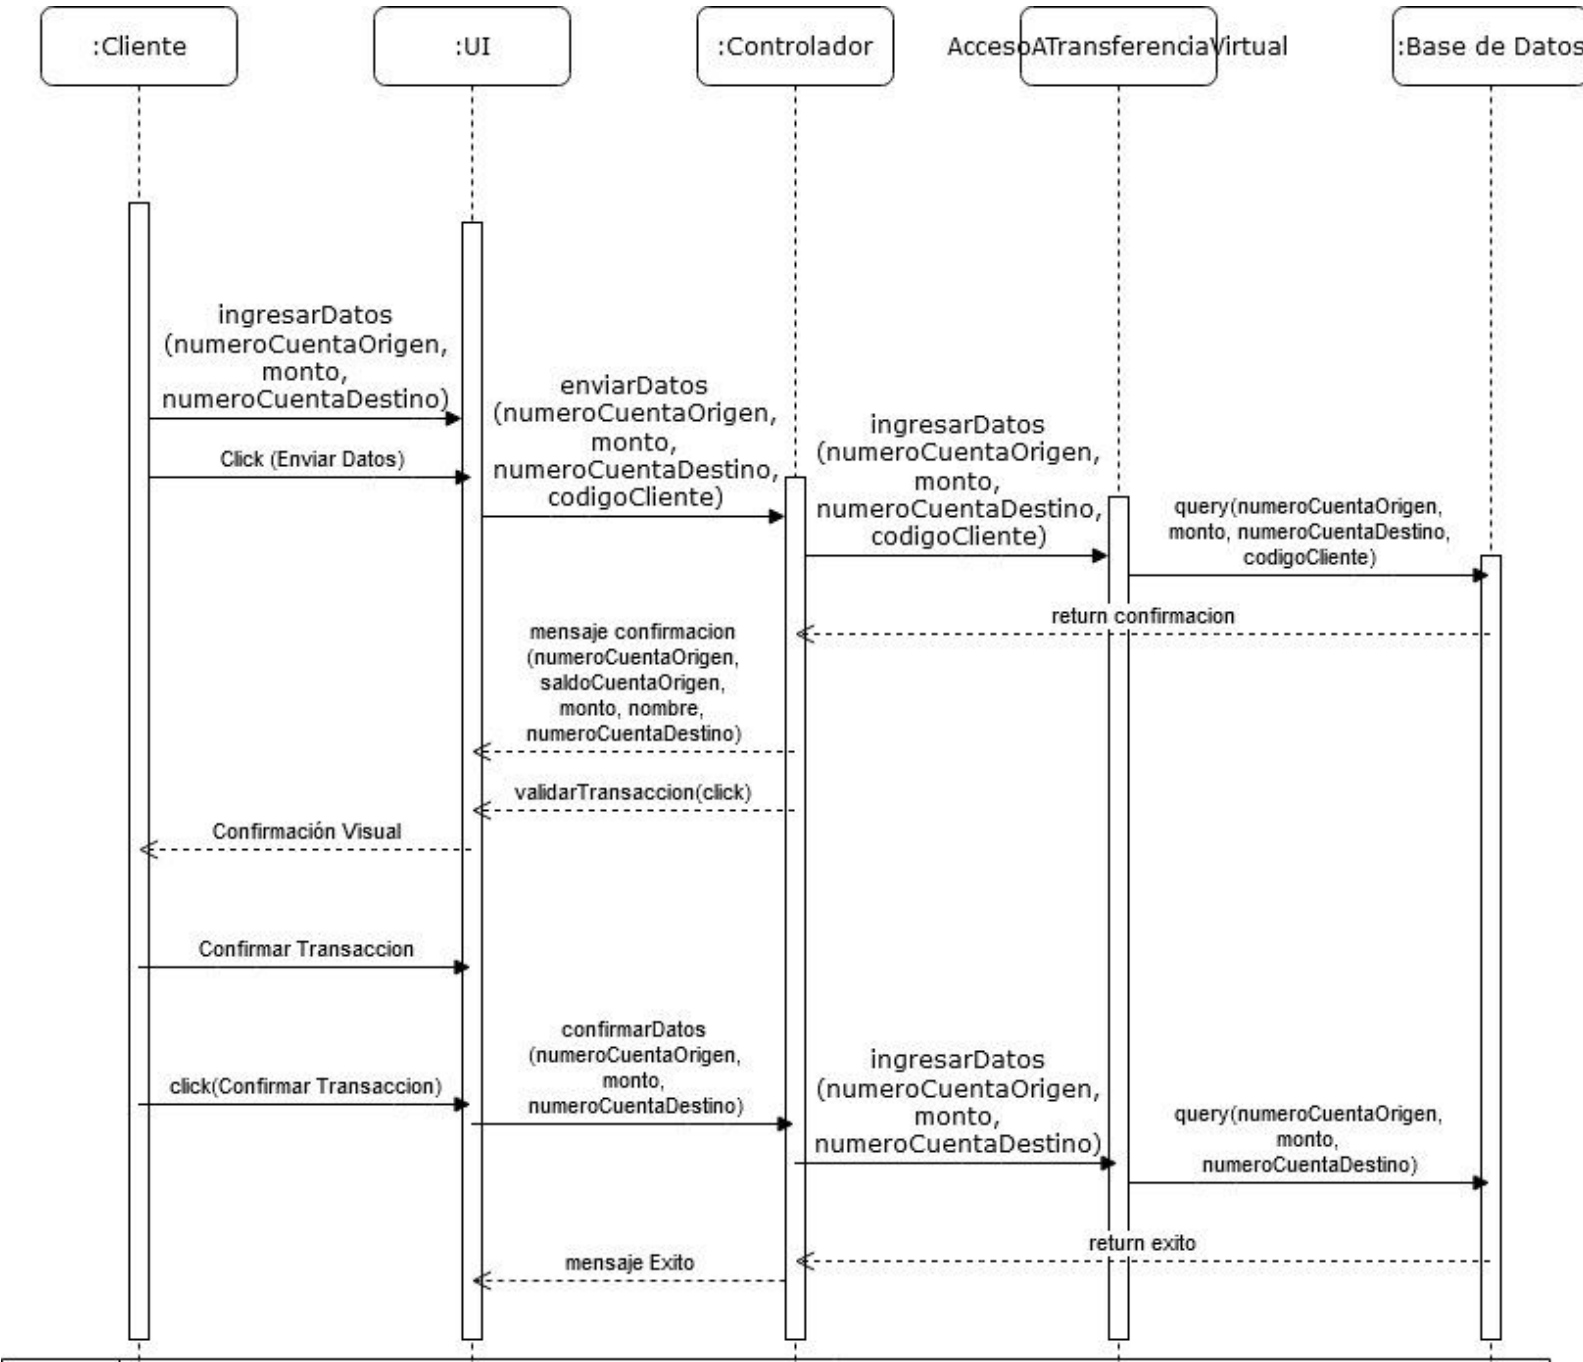 :Cliente
:UI
:Controlador
AccesoATransferenciaVirtual
:Base de Datos
ingresarDatos
(numeroCuentaOrigen,
monto,
numeroCuentaDestino)
Click (Enviar Datos)
enviarDatos
(numeroCuentaOrigen,
monto,
numeroCuentaDestino,
codigoCliente)
ingresarDatos
(numeroCuentaOrigen,
monto,
numeroCuentaDestino,
codigoCliente)
query(numeroCuentaOrigen,
monto, numeroCuentaDestino,
codigoCliente)
return confirmacion
mensaje confirmacion
(numeroCuentaOrigen,
saldoCuentaOrigen,
monto, nombre,
numeroCuentaDestino)
validarTransaccion(click)
Confirmación Visual
Confirmar Transaccion
click(Confirmar Transaccion)
confirmarDatos
(numeroCuentaOrigen,
monto,
numeroCuentaDestino)
ingresarDatos
(numeroCuentaOrigen,
monto,
numeroCuentaDestino)
query(numeroCuentaOrigen,
monto,
numeroCuentaDestino)
return exito
mensaje Exito